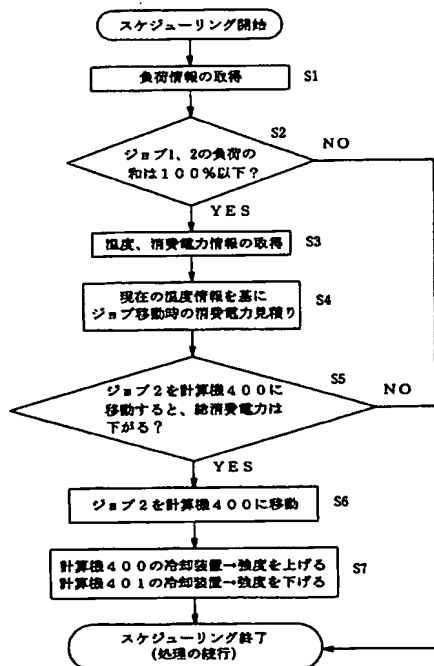 スケジューリング開始
負荷情報の取得
S1
S2
NO
ジョブ1、2の負荷の
和は100%以下?
YES
温度、消費電力情報の取得
S3
現在の温度情報を基に
ジョブ移動時の消費電力見積り
S4
S5
NO
ジョブ2を計算機400に
移動すると、総消費電力は
下がる?
YES
ジョブ2を計算機400に移動
S6
計算機400の冷却装置→強度を上げる
計算機401の冷却装置→強度を下げる
S7
スケジューリング終了
(処理の続行)